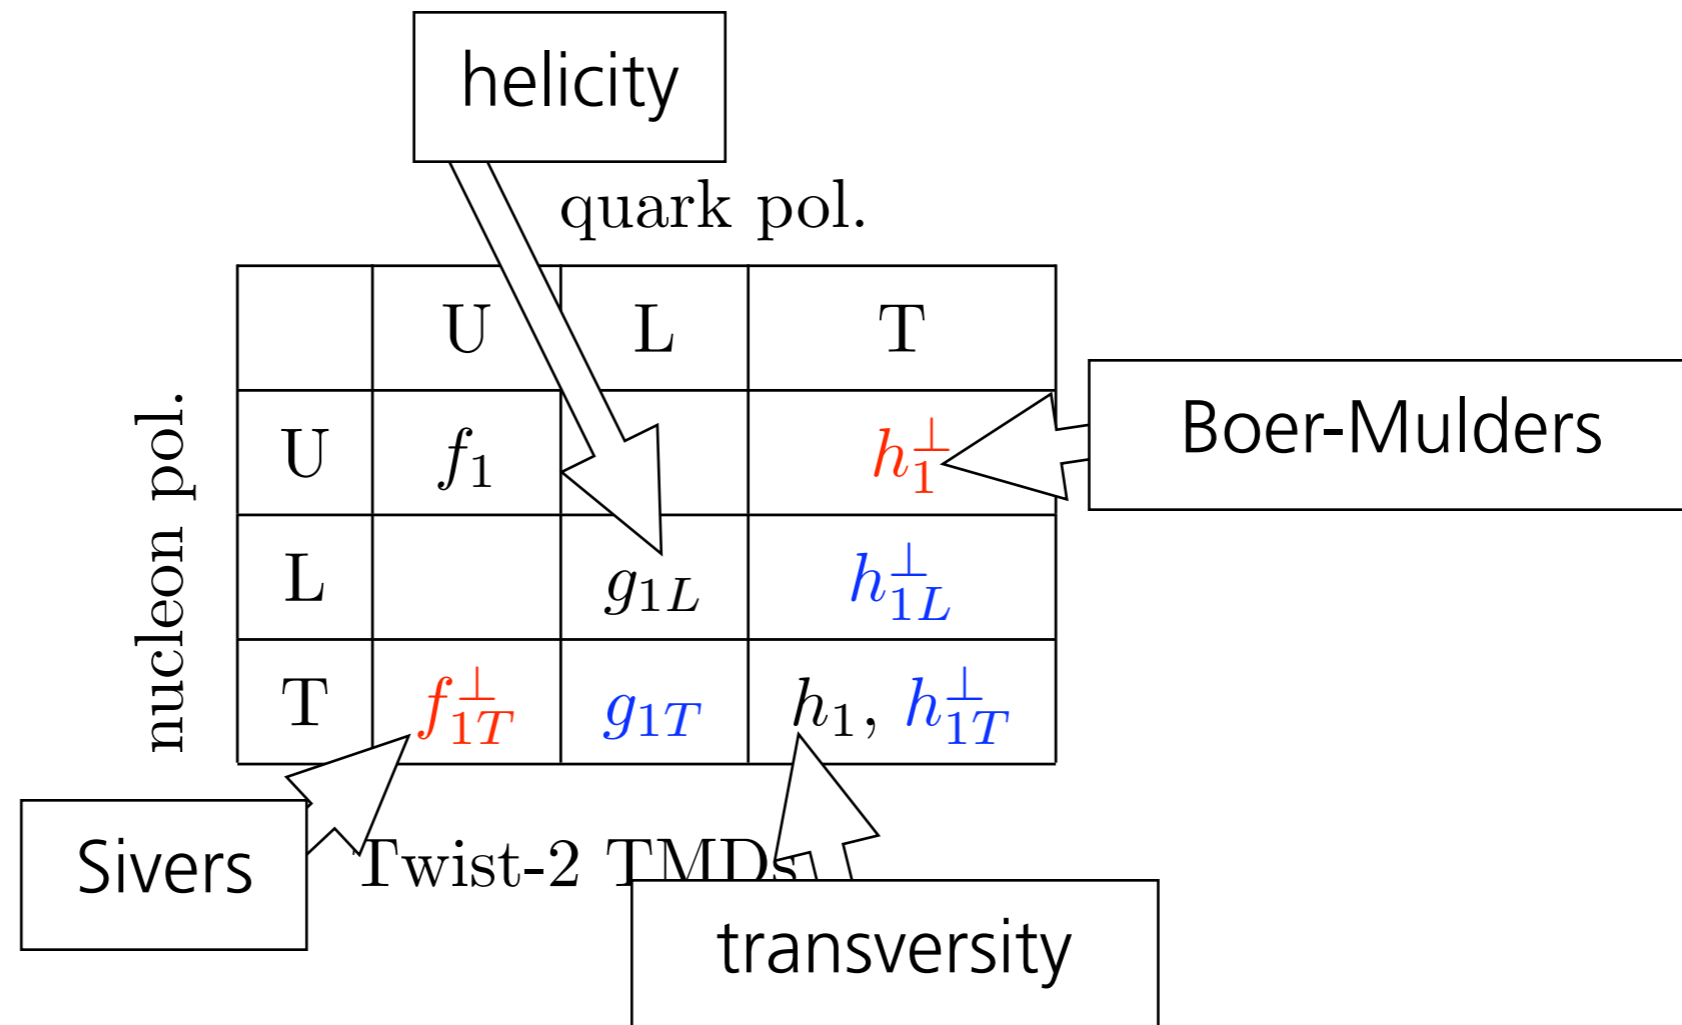 helicity
quark pol.
U L T
U f₁ h₁^⊥
Boer-Mulders
nucleon pol.
L g₁L h₁L^⊥
T f₁T^⊥ g₁T h₁, h₁T^⊥
Sivers
Twist-2 TMDs
transversity